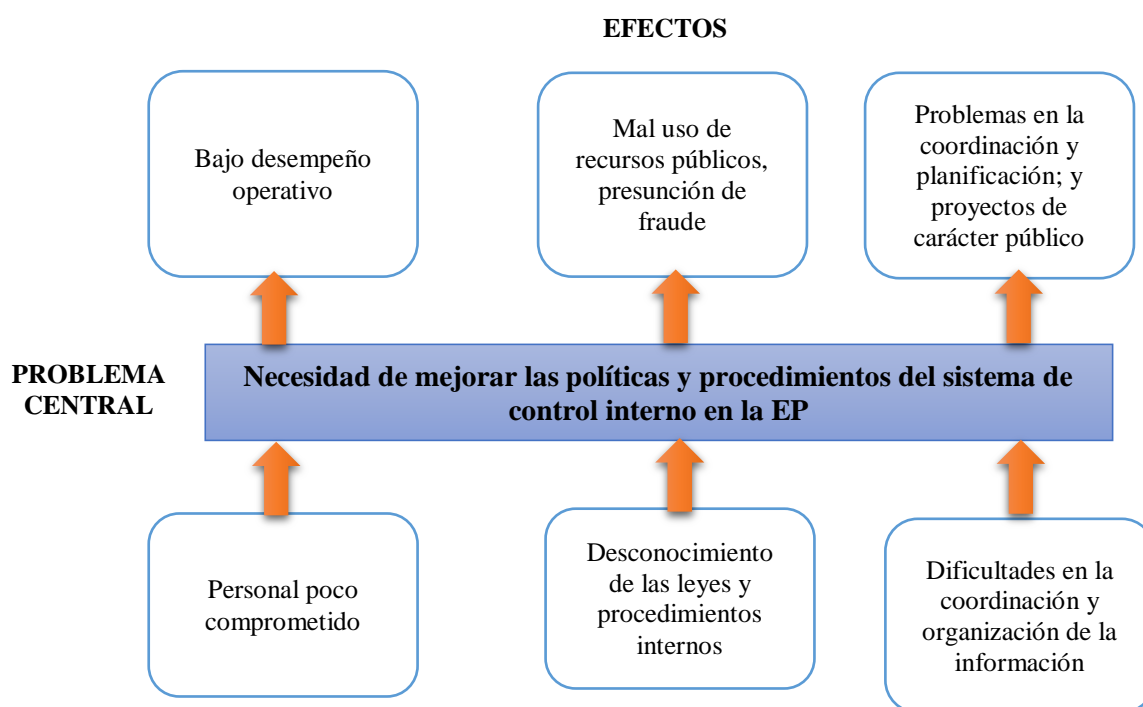 EFECTOS
Bajo desempeño
operativo
Mal uso de
recursos públicos,
presunción de
fraude
Problemas en la
coordinación y
planificación; y
proyectos de
carácter público
PROBLEMA
CENTRAL
Necesidad de mejorar las políticas y procedimientos del sistema de
control interno en la EP
Personal poco
comprometido
Desconocimiento
de las leyes y
procedimientos
internos
Dificultades en la
coordinación y
organización de la
información